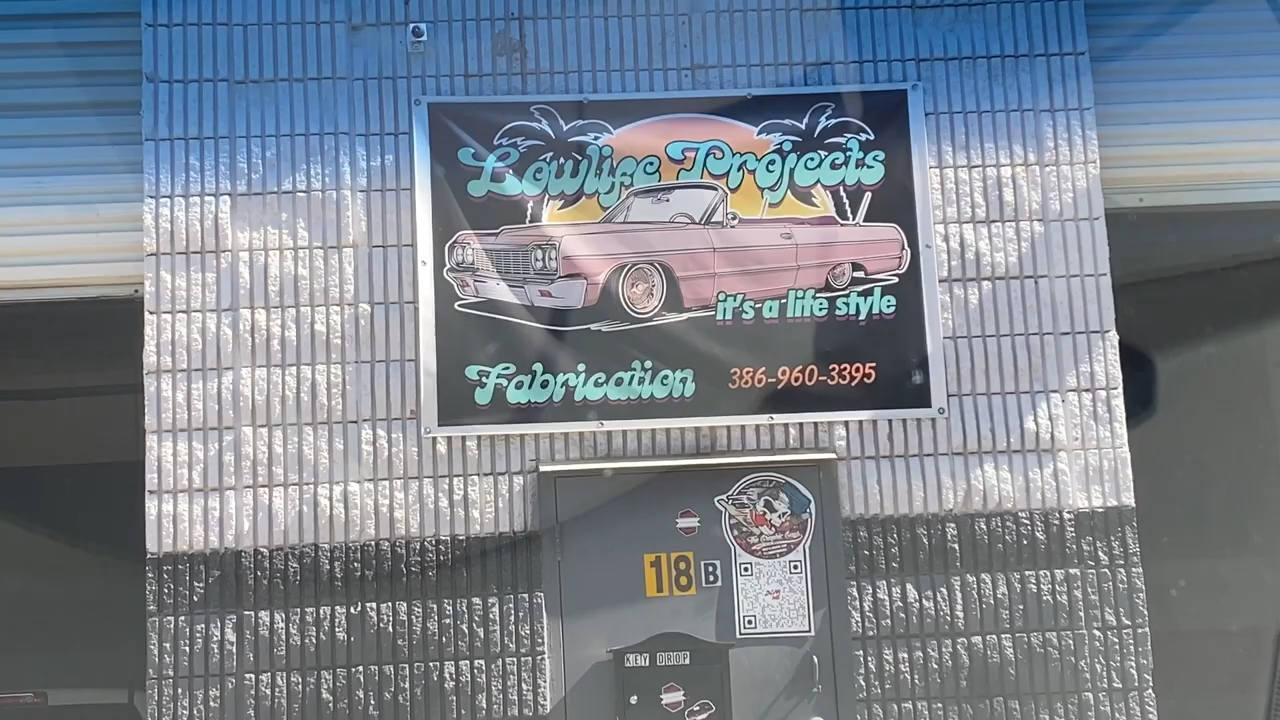 Lowlife Projects
it's a life style
Fabrication
386-960-3395
18 B
KEY DROP